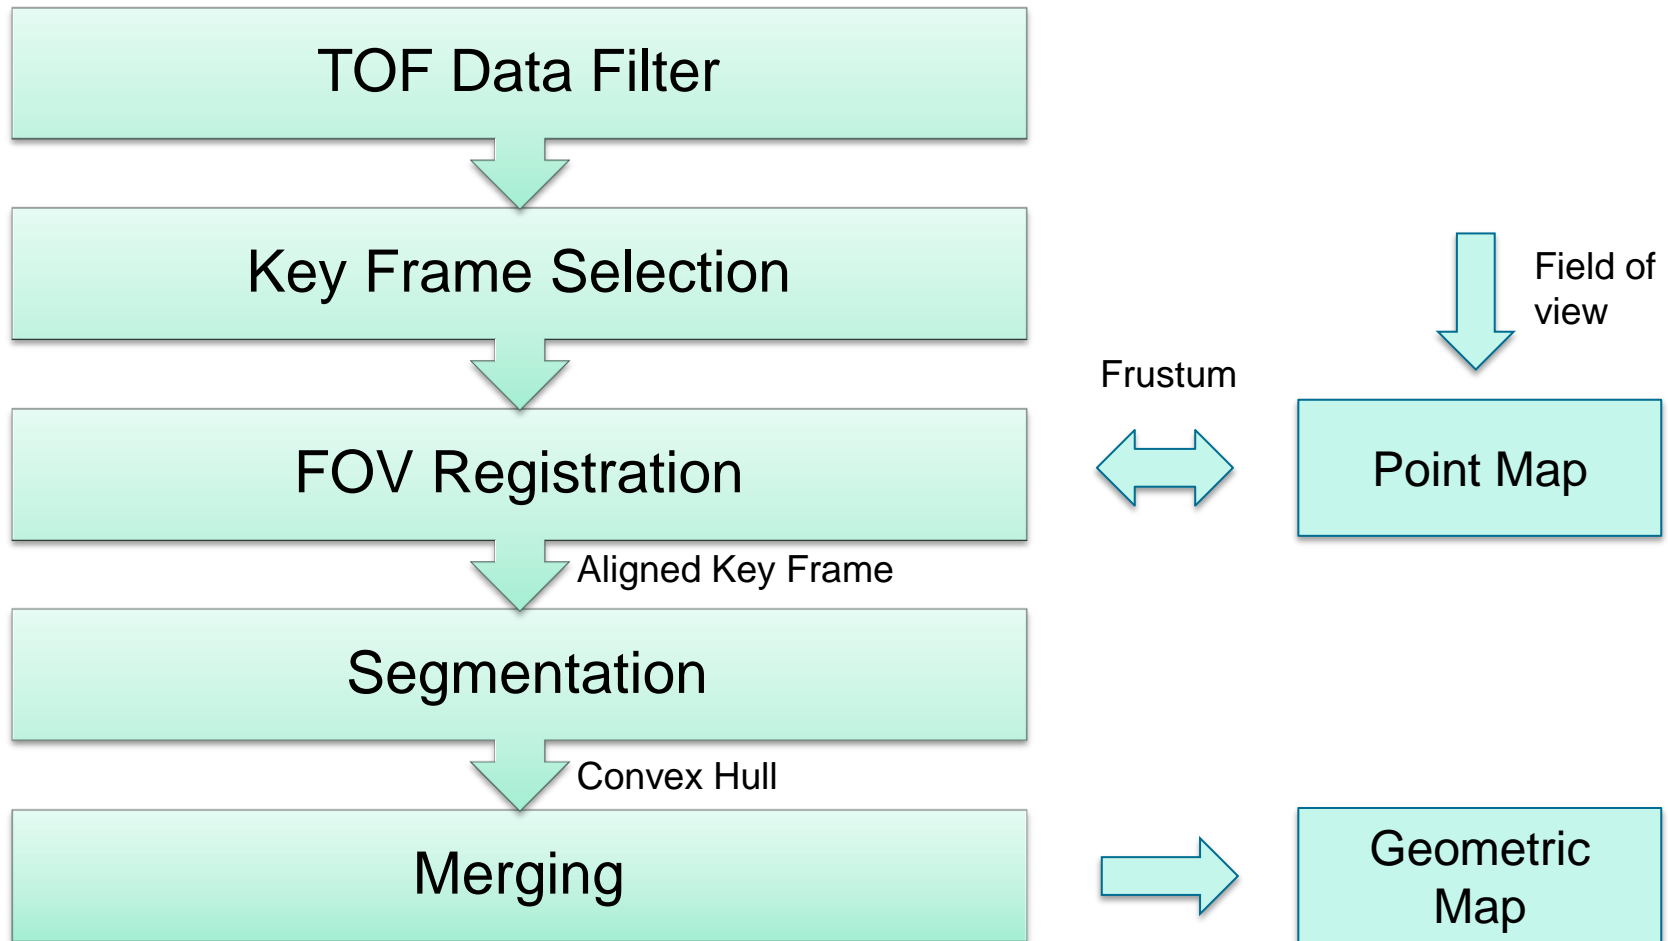 TOF Data Filter
Key Frame Selection
Field of
view
Frustum
FOV Registration
Point Map
Aligned Key Frame
Segmentation
Convex Hull
Merging
Geometric
Map